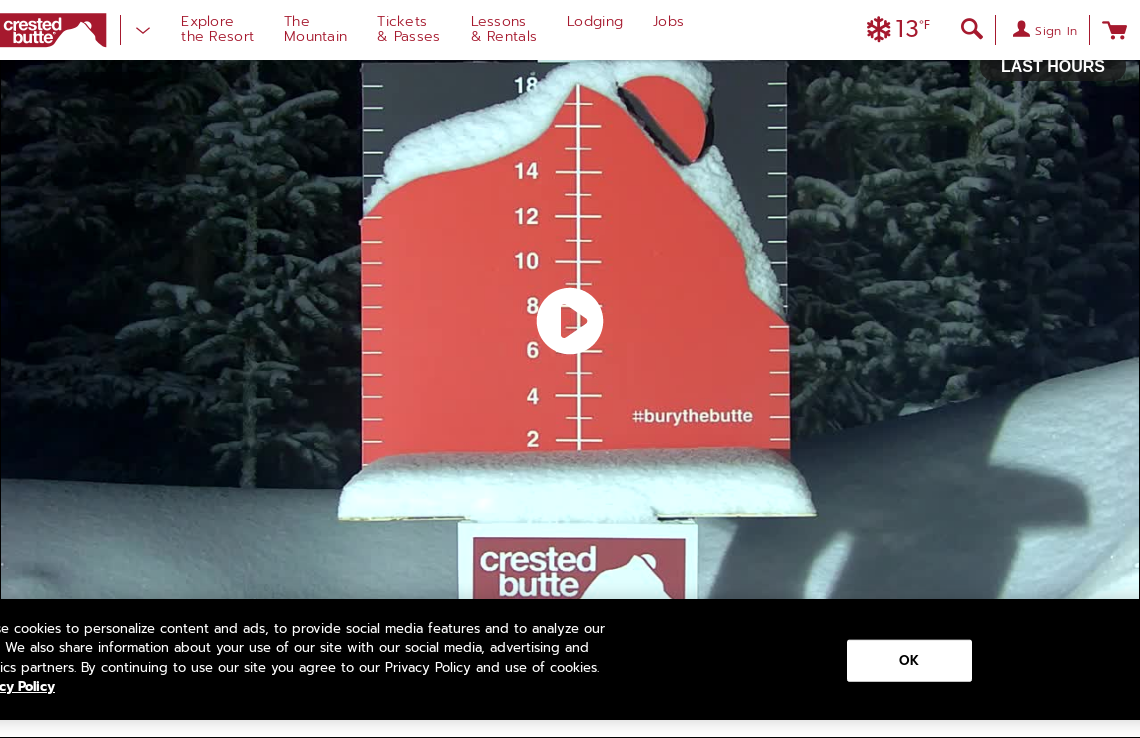 crested
butte
Explore
the Resort
The
Mountain
Tickets
& Passes
Lessons
& Rentals
Lodging
Jobs
13°F
Sign In
LAST HOURS
18
14
12
10
8
6
4
2
#burythebutte
crested
butte
cookies to personalize content and ads, to provide social media features and to analyze our
We also share information about your use of our site with our social media, advertising and
partners. By continuing to use our site you agree to our Privacy Policy and use of cookies.
Policy
OK